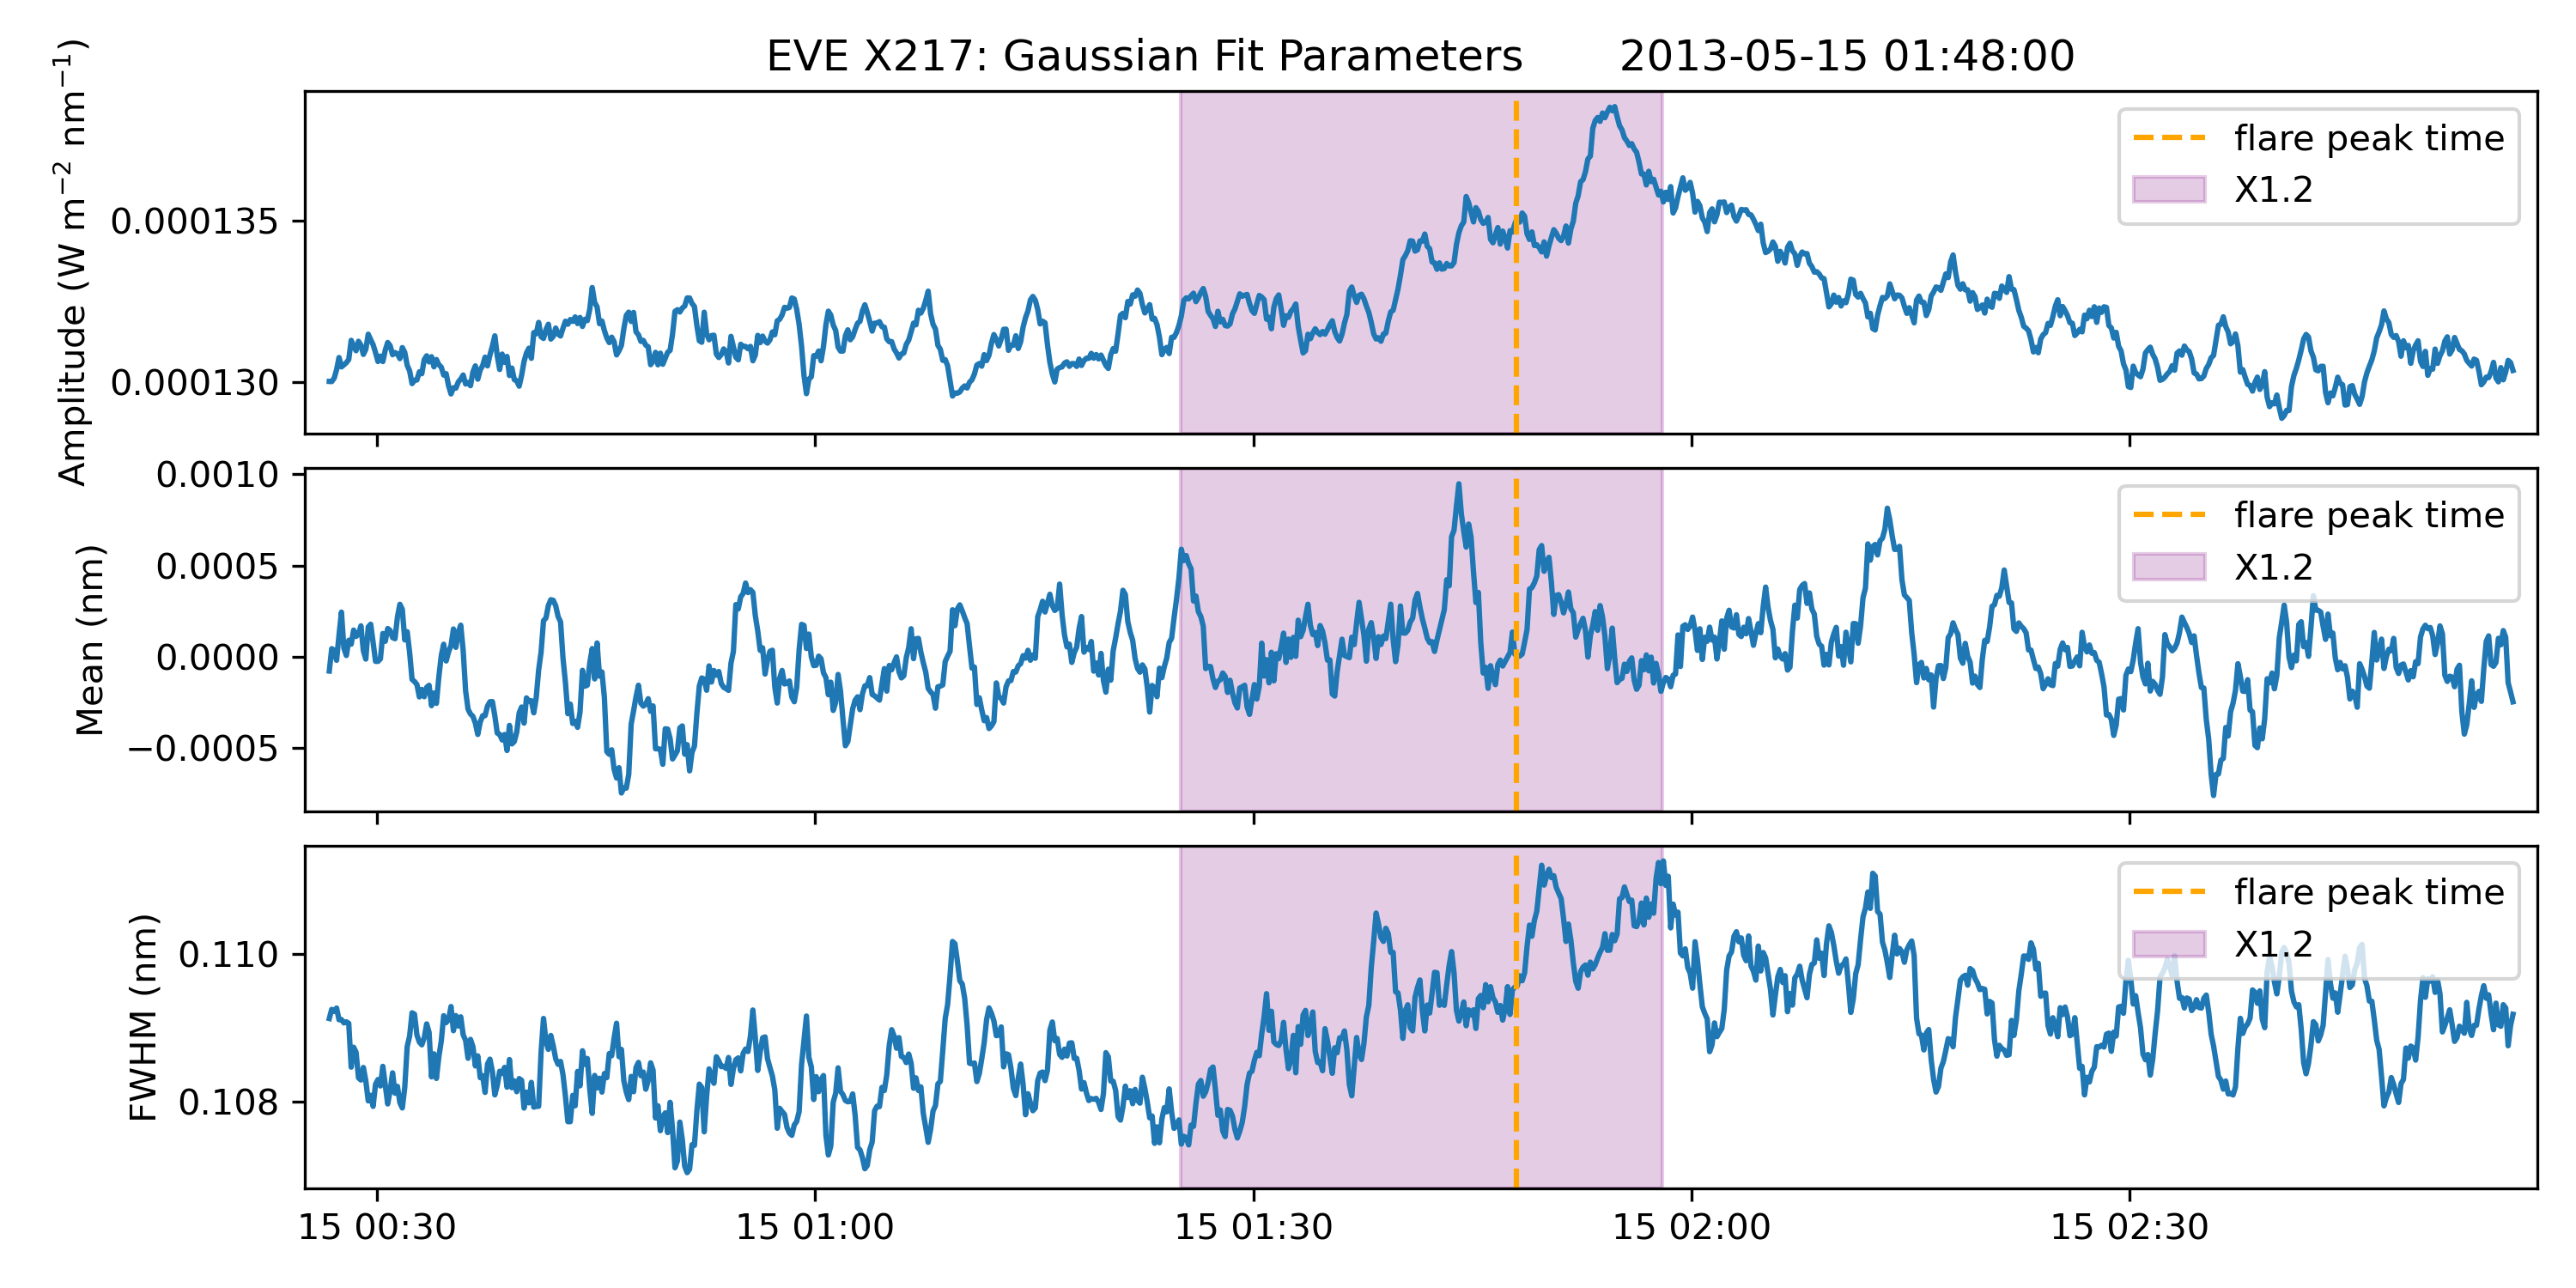 EVE X217: Gaussian Fit Parameters 2013-05-15 01:48:00
Amplitude (W m⁻² nm⁻¹)
0.000135
0.000130
flare peak time
X1.2
Mean (nm)
0.0010
0.0005
0.0000
−0.0005
flare peak time
X1.2
FWHM (nm)
0.110
0.108
flare peak time
X1.2
15 00:30 15 01:00 15 01:30 15 02:00 15 02:30